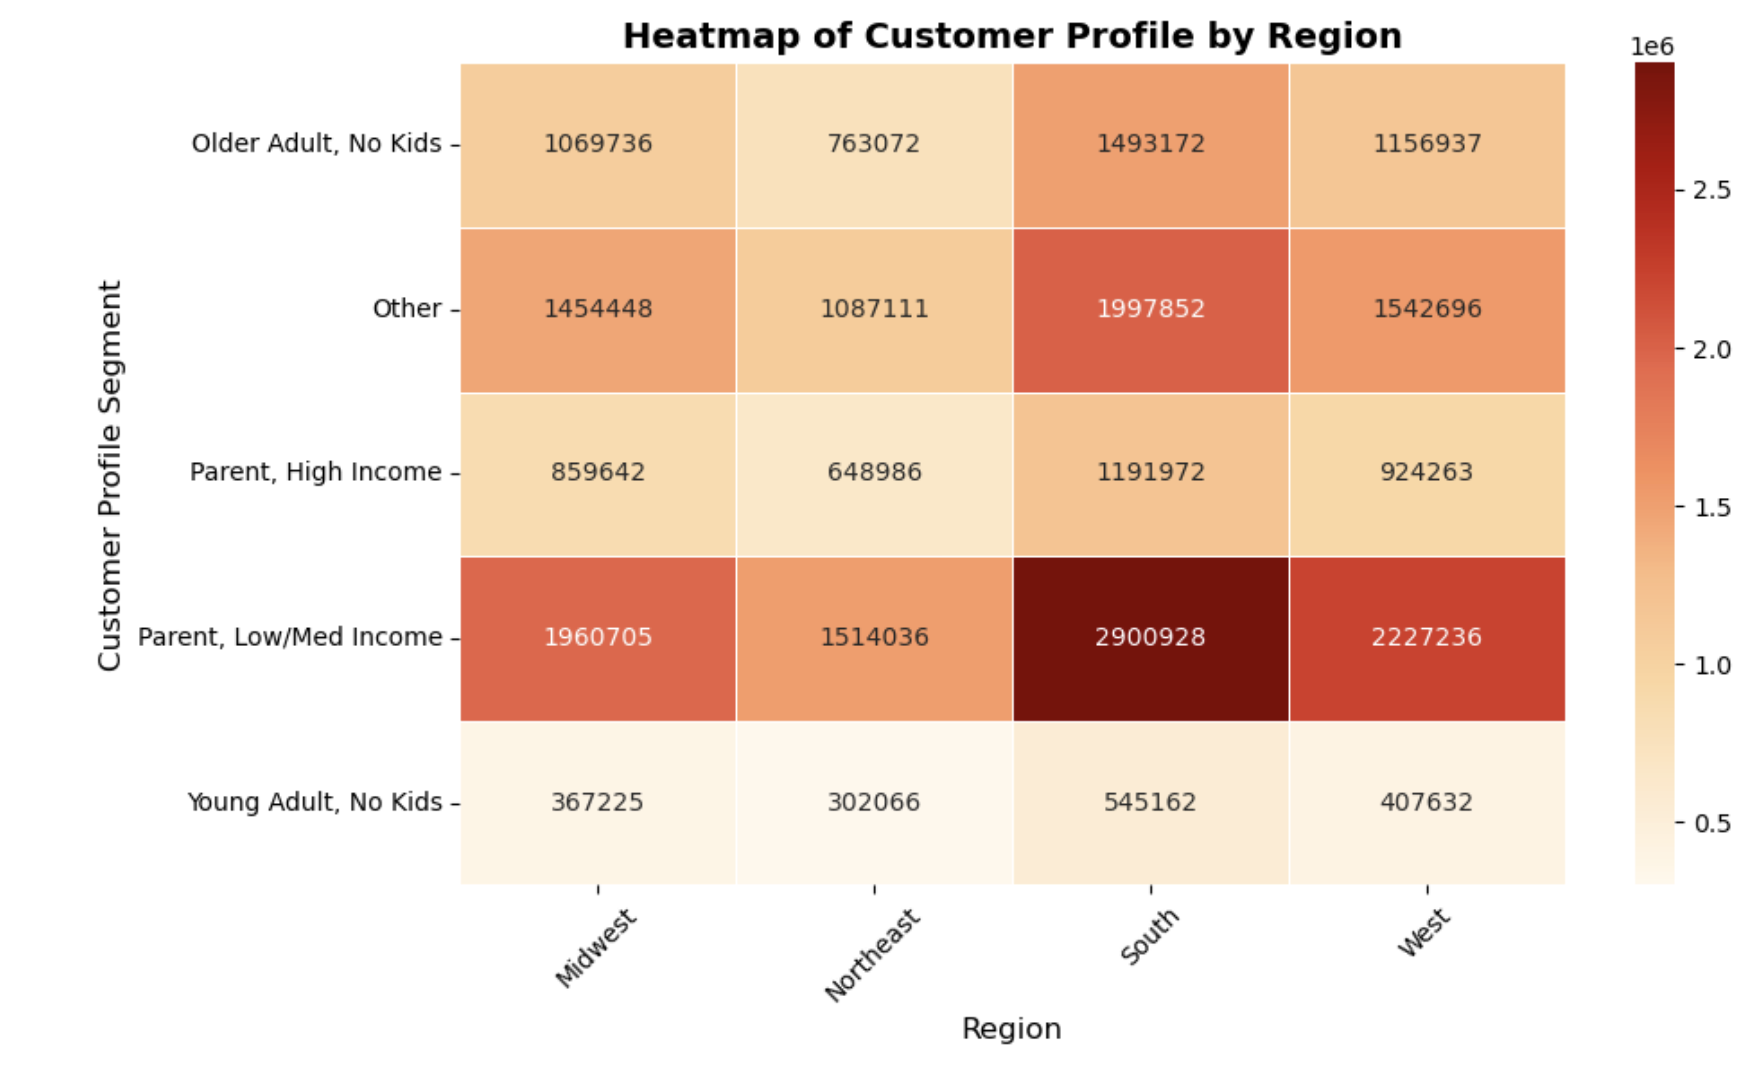 Heatmap of Customer Profile by Region
1e6
Older Adult, No Kids 1069736 763072 1493172 1156937
2.5
Other 1454448 1087111 1997852 1542696
2.0
Customer Profile Segment
Parent, High Income 859642 648986 1191972 924263
1.5
Parent, Low/Med Income 1960705 1514036 2900928 2227236
1.0
Young Adult, No Kids 367225 302066 545162 407632
0.5
Midwest Northeast South West
Region